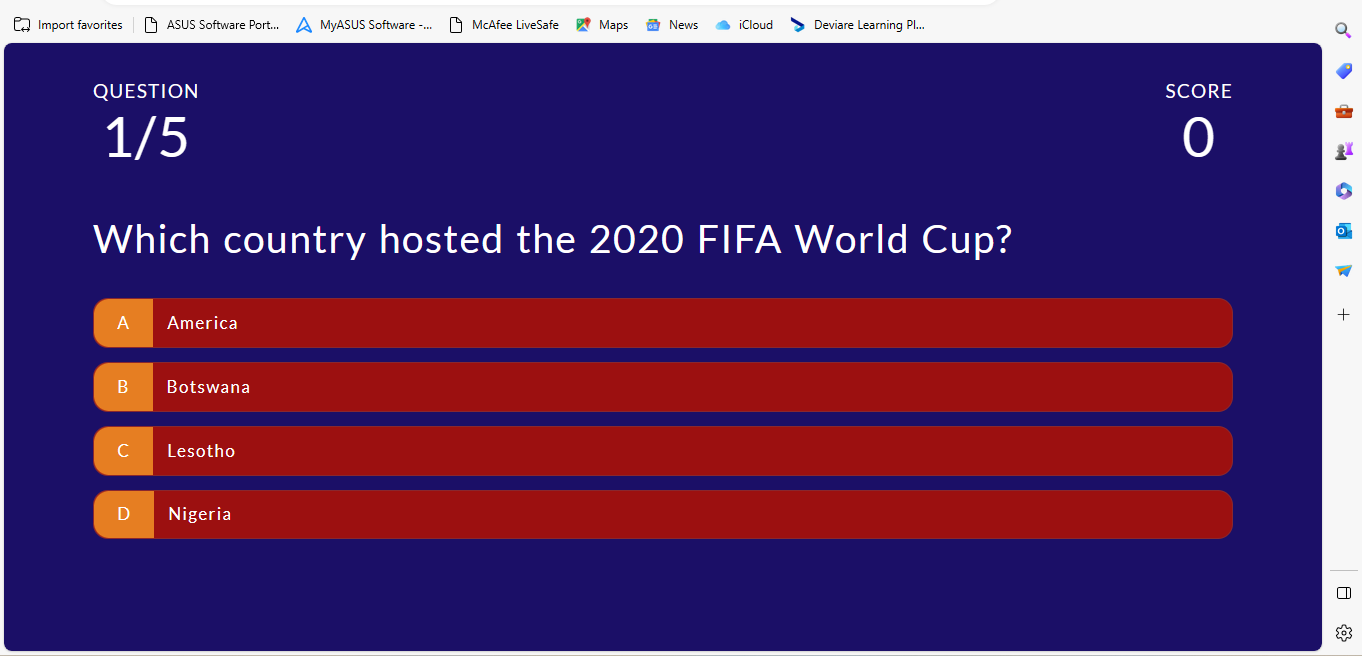 Import favorites ASUS Software Port... MyASUS Software -... McAfee LiveSafe Maps News iCloud Deviare Learning Pl...
QUESTION SCORE
1/5 0
Which country hosted the 2020 FIFA World Cup?
A America
B Botswana
C Lesotho
D Nigeria